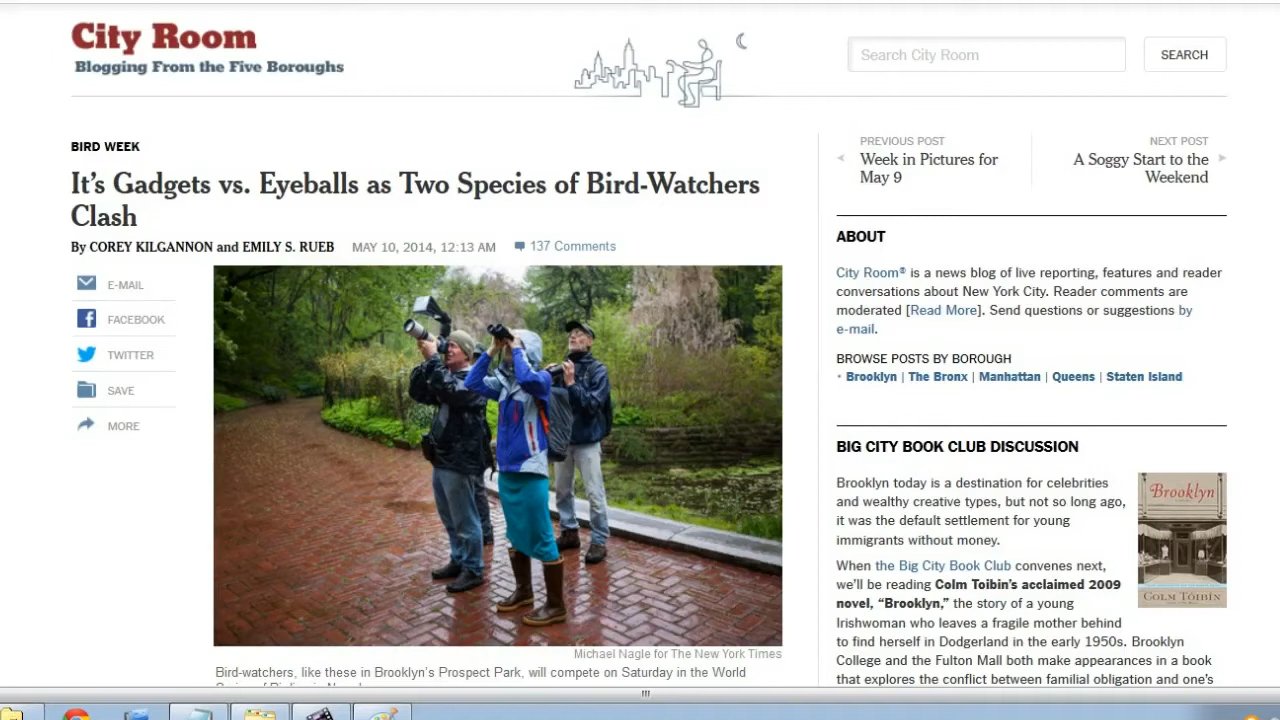 City Room
Blogging From the Five Boroughs
Search City Room
SEARCH
BIRD WEEK
It's Gadgets vs. Eyeballs as Two Species of Bird-Watchers
Clash
By COREY KILGANNON and EMILY S. RUEB MAY 10, 2014, 12:13 AM 137 Comments
E-MAIL
FACEBOOK
TWITTER
SAVE
MORE
Michael Nagle for The New York Times
Bird-watchers, like these in Brooklyn's Prospect Park, will compete on Saturday in the World
PREVIOUS POST
Week in Pictures for
May 9
NEXT POST
A Soggy Start to the
Weekend
ABOUT
City Room® is a news blog of live reporting, features and reader
conversations about New York City. Reader comments are
moderated [Read More]. Send questions or suggestions by
e-mail.
BROWSE POSTS BY BOROUGH
• Brooklyn | The Bronx | Manhattan | Queens | Staten Island
BIG CITY BOOK CLUB DISCUSSION
Brooklyn today is a destination for celebrities
and wealthy creative types, but not so long ago,
it was the default settlement for young
immigrants without money.
Brooklyn
COLM TÓIBÍN
When the Big City Book Club convenes next,
we'll be reading Colm Toibin's acclaimed 2009
novel, “Brooklyn,” the story of a young
Irishwoman who leaves a fragile mother behind
to find herself in Dodgerland in the early 1950s. Brooklyn
College and the Fulton Mall both make appearances in a book
that explores the conflict between familial obligation and one's